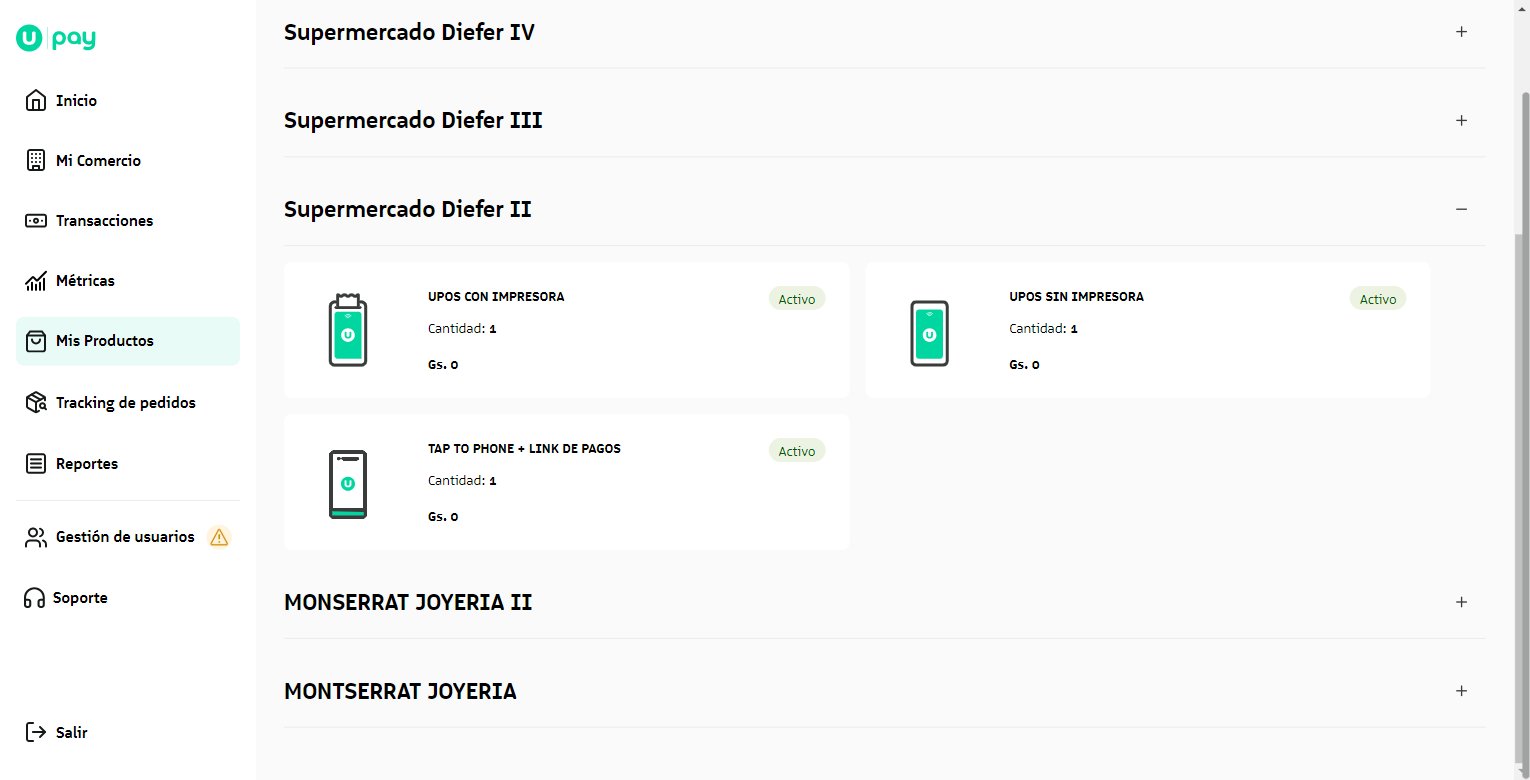 U pay
Inicio
Mi Comercio
Transacciones
Métricas
Mis Productos
Tracking de pedidos
Reportes
Gestión de usuarios
Soporte
Salir
Supermercado Diefer IV
Supermercado Diefer III
Supermercado Diefer II
UPOS CON IMPRESORA
Activo
Cantidad: 1
Gs. 0
UPOS SIN IMPRESORA
Activo
Cantidad: 1
Gs. 0
TAP TO PHONE + LINK DE PAGOS
Activo
Cantidad: 1
Gs. 0
MONSERRAT JOYERIA II
MONTSERRAT JOYERIA